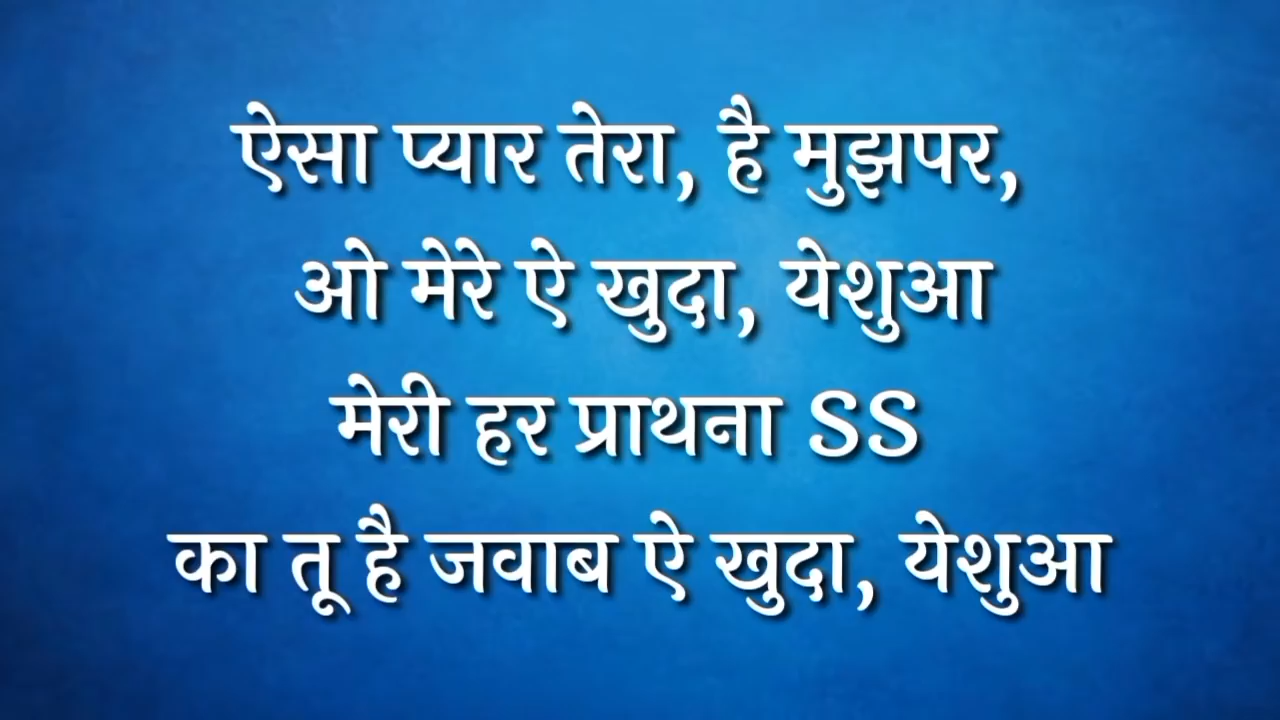 ऐसा प्यार तेरा, है मुझपर,
ओ मेरे ऐ खुदा, येशुआ
मेरी हर प्राथना SS
का तू है जवाब ऐ खुदा, येशुआ